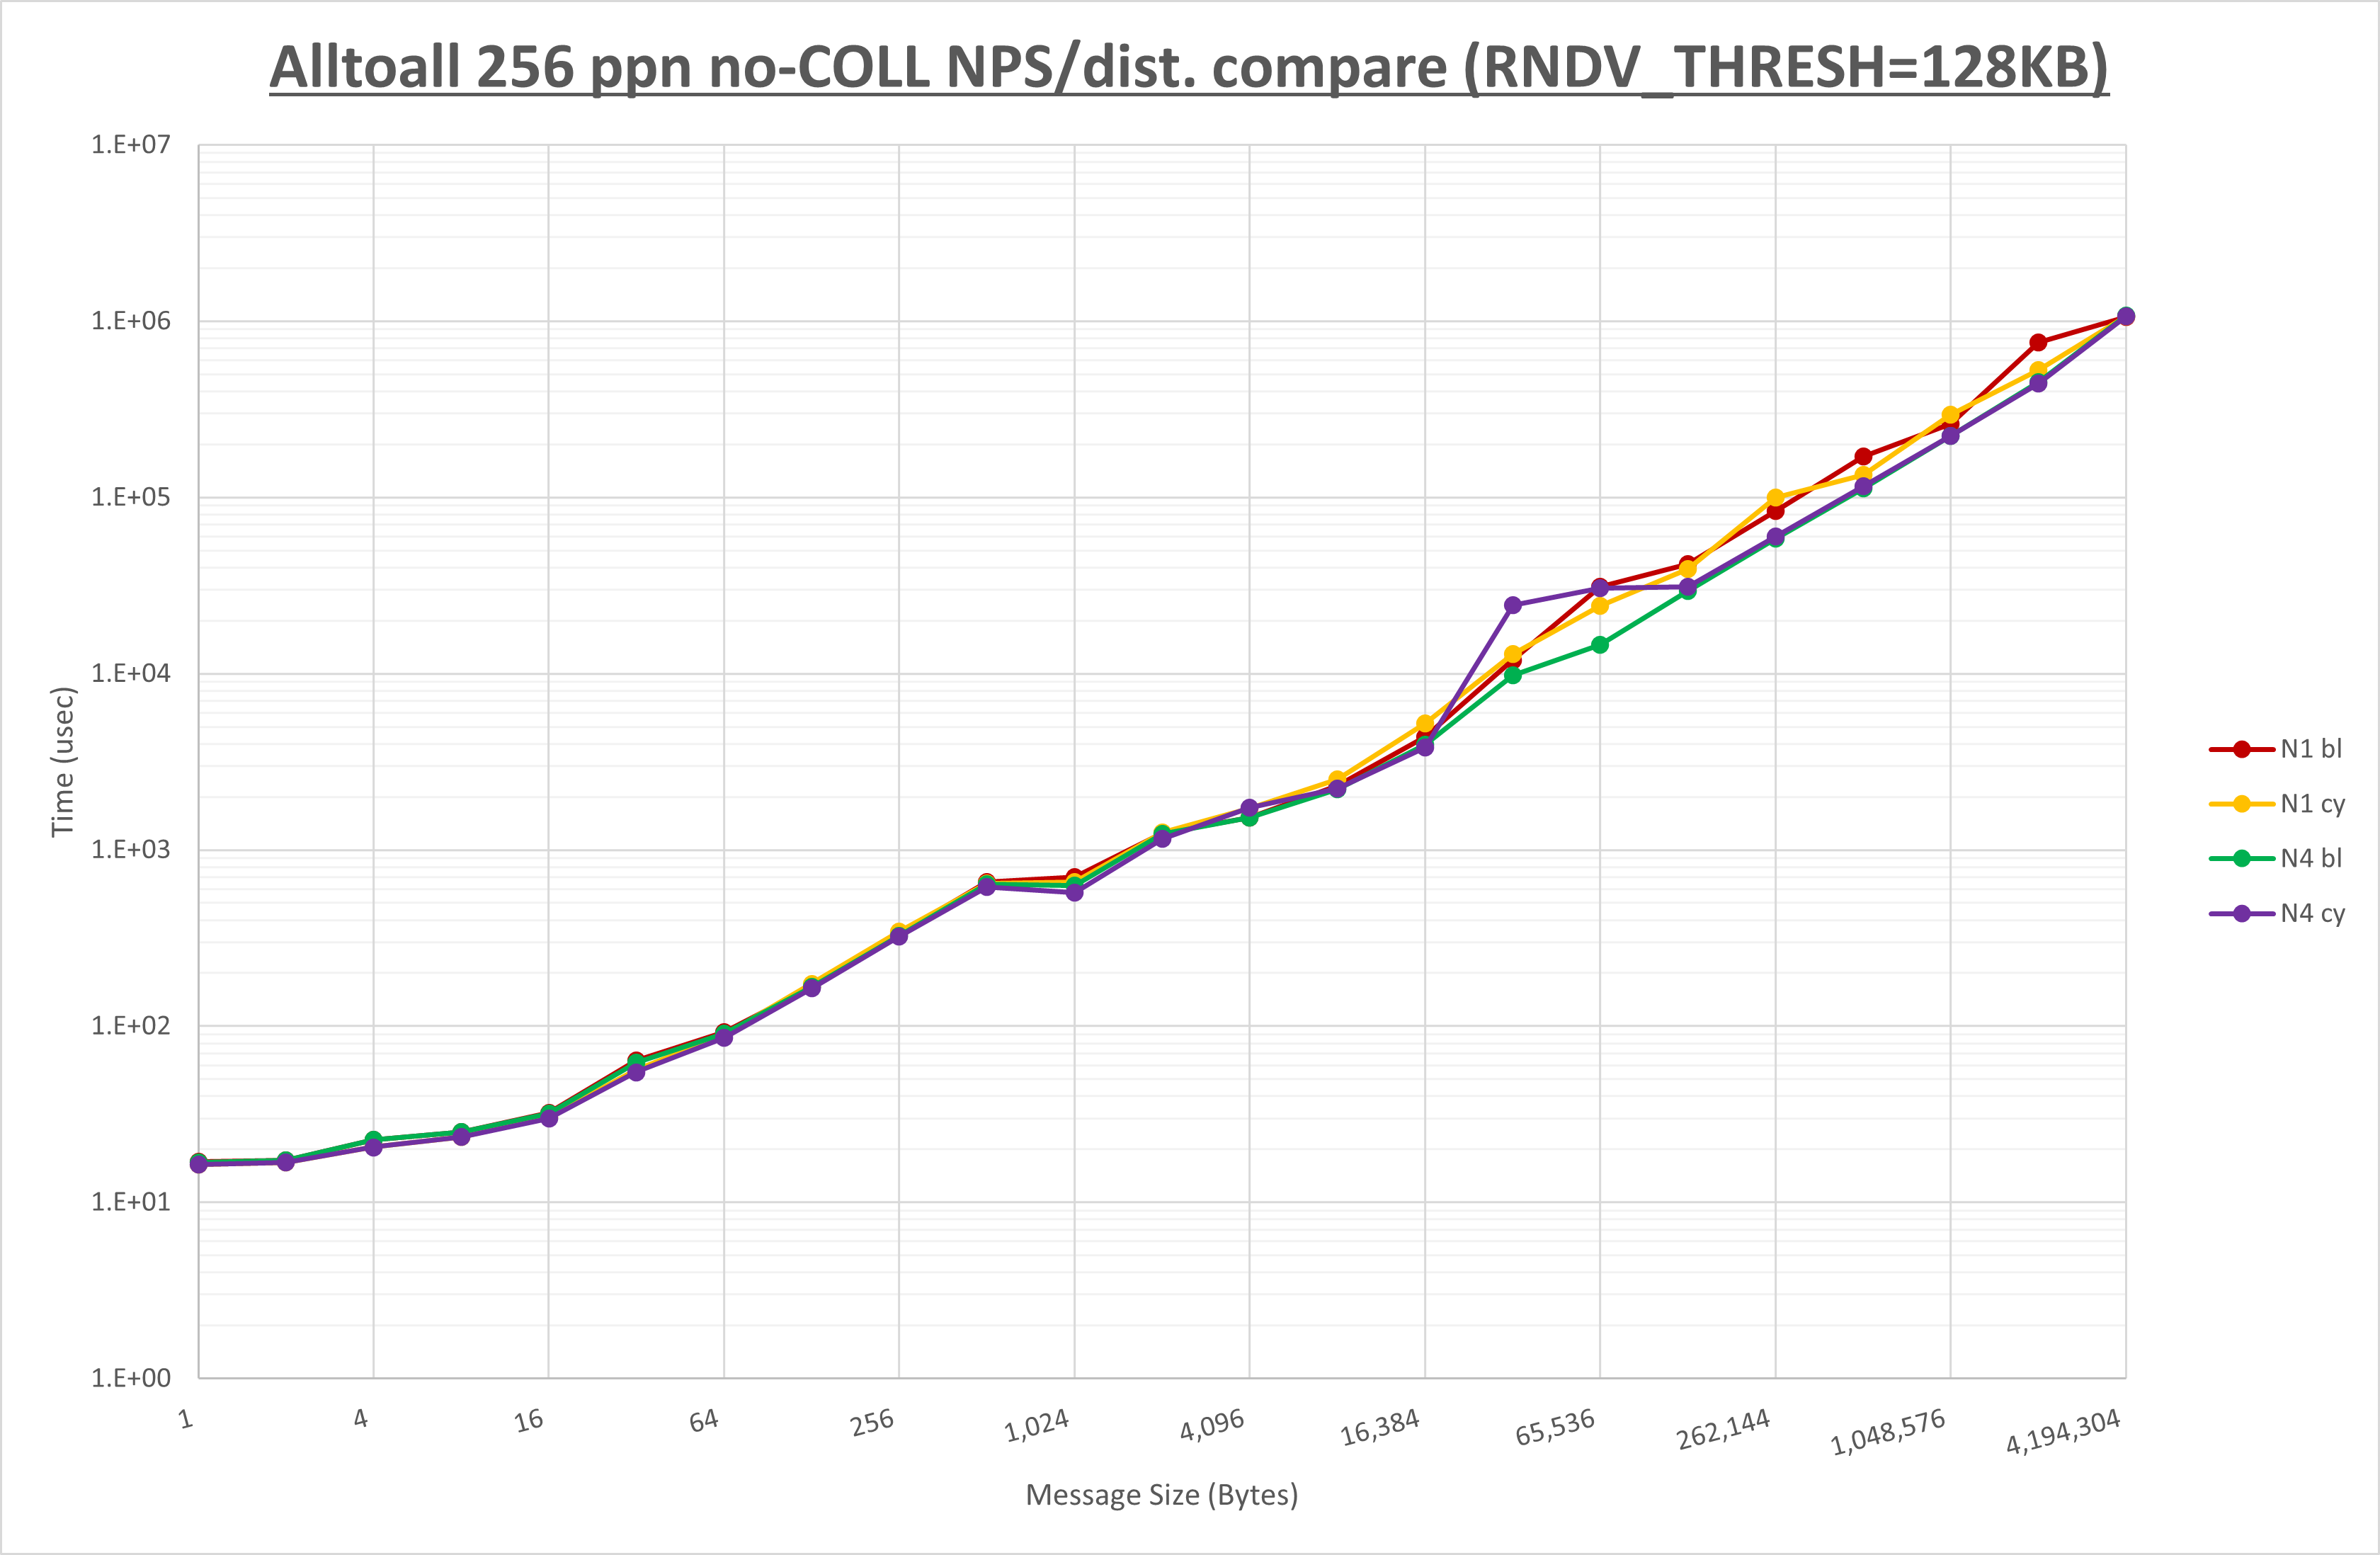 Alltoall 256 ppn no-COLL NPS/dist. compare (RNDV_THRESH=128KB)
1.E+07
1.E+06
1.E+05
1.E+04
1.E+03
1.E+02
1.E+01
1.E+00
Time (usec)
1 4 16 64 256 1,024 4,096 16,384 65,536 262,144 1,048,576 4,194,304
Message Size (Bytes)
N1 bl
N1 cy
N4 bl
N4 cy